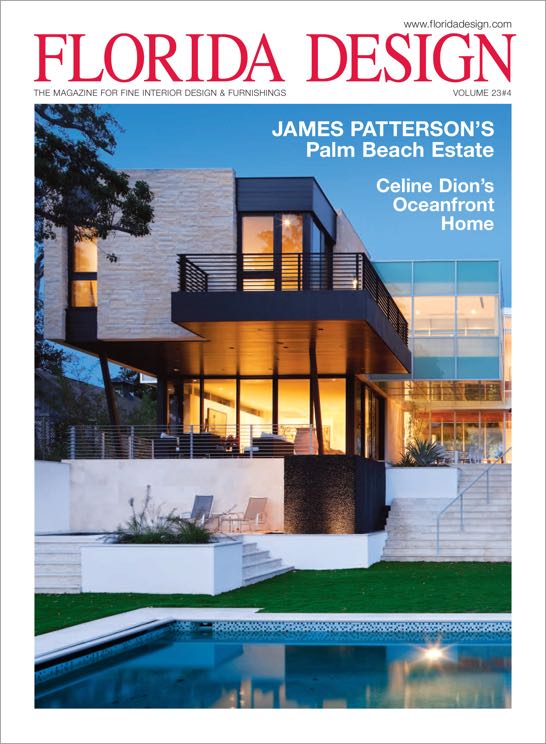 www.floridadesign.com
FLORIDA DESIGN
THE MAGAZINE FOR FINE INTERIOR DESIGN & FURNISHINGS
VOLUME 23#4
JAMES PATTERSON'S
Palm Beach Estate
Celine Dion's
Oceanfront
Home